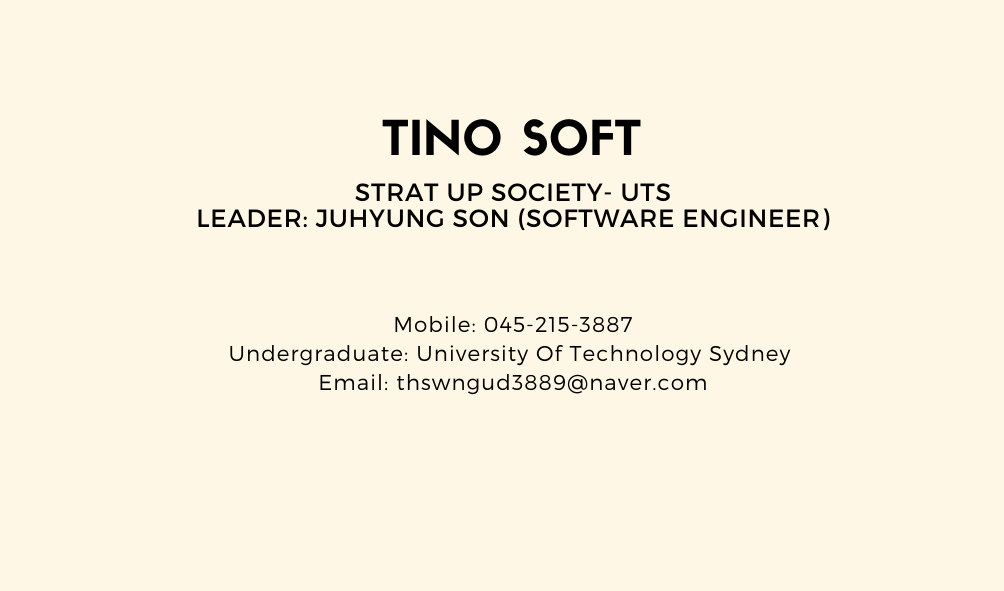 TINO SOFT
STRAT UP SOCIETY- UTS
LEADER: JUHYUNG SON (SOFTWARE ENGINEER)
Mobile: 045-215-3887
Undergraduate: University Of Technology Sydney
Email: thswngud3889@naver.com